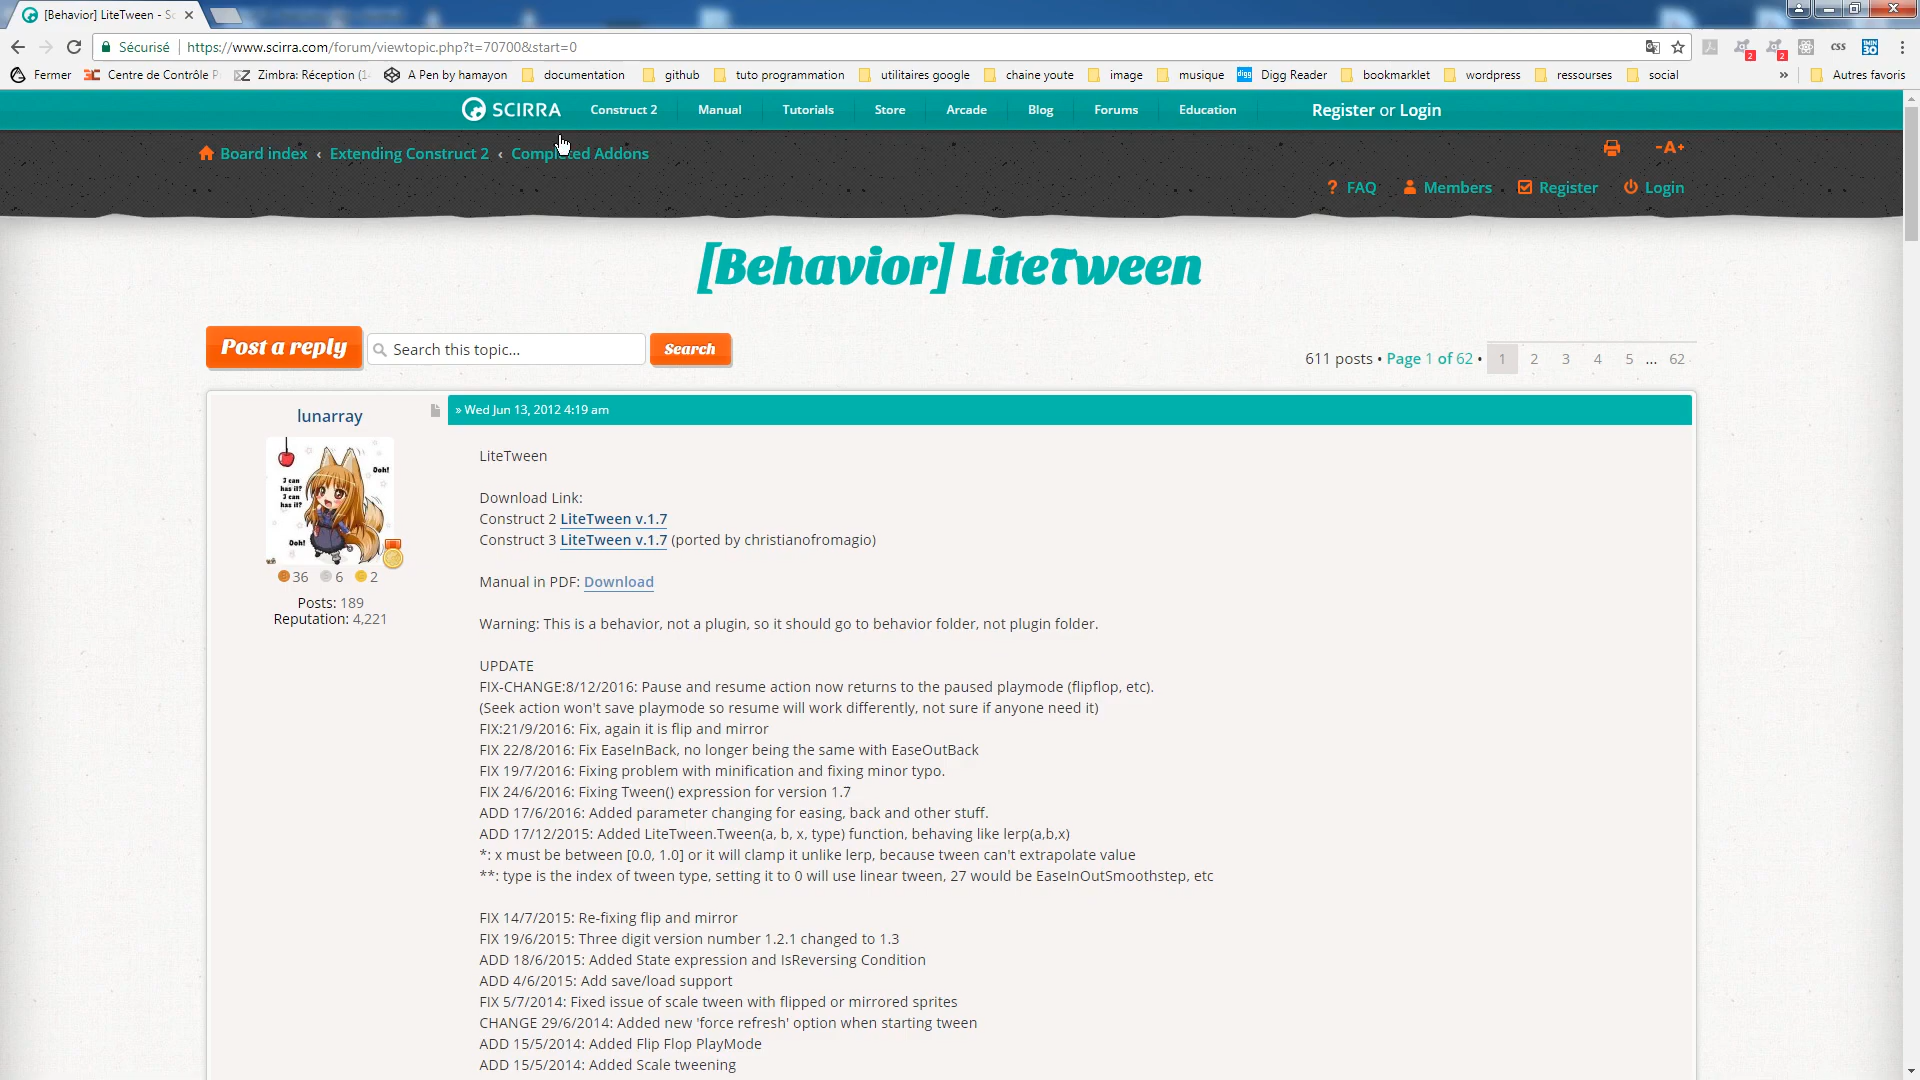 [Behavior] LiteTween - Sc
Sécurisé https://www.scirra.com/forum/viewtopic.php?t=70700&start=0
2 2 CSS 30
Fermer Centre de Contrôle P Zimbra: Réception (1 A Pen by hamayon documentation github tuto programmation utilitaires google chaine youte image musique digg Digg Reader bookmarklet wordpress ressourses social » Autres favoris
SCIRRA Construct 2 Manual Tutorials Store Arcade Blog Forums Education Register or Login
Board index ‹ Extending Construct 2 ‹ Completed Addons -A+
? FAQ Members Register Login
[Behavior] LiteTween
Post a reply Search this topic... Search 611 posts • Page 1 of 62 • 1 2 3 4 5 ... 62
lunarray » Wed Jun 13, 2012 4:19 am
Ooh!
I can
has it?
I can
has it?
Ooh!
36 6 2
Posts: 189
Reputation: 4,221
LiteTween
Download Link:
Construct 2 LiteTween v.1.7
Construct 3 LiteTween v.1.7 (ported by christianofromagio)
Manual in PDF: Download
Warning: This is a behavior, not a plugin, so it should go to behavior folder, not plugin folder.
UPDATE
FIX-CHANGE:8/12/2016: Pause and resume action now returns to the paused playmode (flipflop, etc).
(Seek action won't save playmode so resume will work differently, not sure if anyone need it)
FIX:21/9/2016: Fix, again it is flip and mirror
FIX 22/8/2016: Fix EaseInBack, no longer being the same with EaseOutBack
FIX 19/7/2016: Fixing problem with minification and fixing minor typo.
FIX 24/6/2016: Fixing Tween() expression for version 1.7
ADD 17/6/2016: Added parameter changing for easing, back and other stuff.
ADD 17/12/2015: Added LiteTween.Tween(a, b, x, type) function, behaving like lerp(a,b,x)
*: x must be between [0.0, 1.0] or it will clamp it unlike lerp, because tween can't extrapolate value
**: type is the index of tween type, setting it to 0 will use linear tween, 27 would be EaseInOutSmoothstep, etc
FIX 14/7/2015: Re-fixing flip and mirror
FIX 19/6/2015: Three digit version number 1.2.1 changed to 1.3
ADD 18/6/2015: Added State expression and IsReversing Condition
ADD 4/6/2015: Add save/load support
FIX 5/7/2014: Fixed issue of scale tween with flipped or mirrored sprites
CHANGE 29/6/2014: Added new 'force refresh' option when starting tween
ADD 15/5/2014: Added Flip Flop PlayMode
ADD 15/5/2014: Added Scale tweening